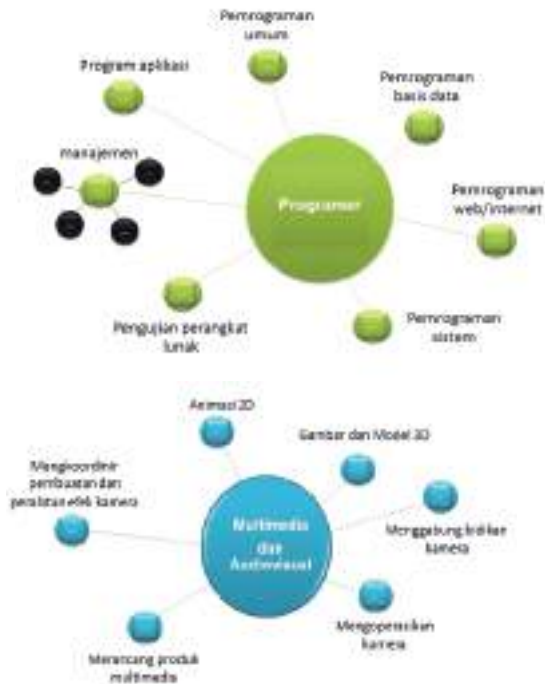 Pemrograman
umum
Program aplikasi
Pemrograman
basis data
manajemen
Programer
Pemrograman
web/internet
Pengujian perangkat
lunak
Pemrograman
sistem
Animasi 2D
Gambar dan Model 3D
Mengkoordinir
pembuatan dan
peralatan efek kamera
Multimedia
dan
Audiovisual
Menggabung bidikan
kamera
Mengoperasikan
kamera
Merancang produk
multimedia